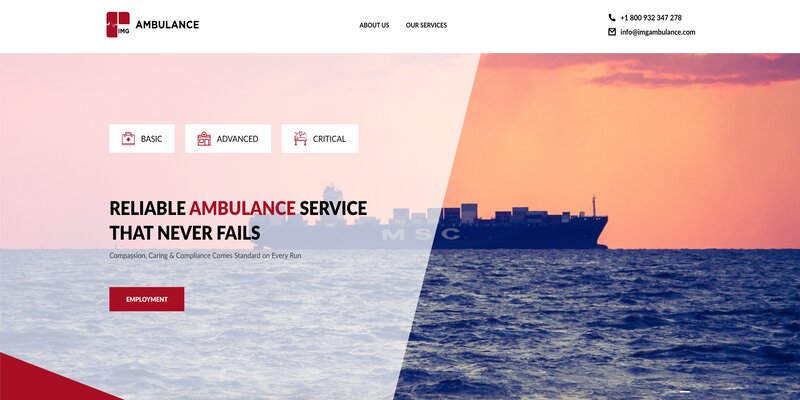 IMG
AMBULANCE
ABOUT US
OUR SERVICES
+1 800 932 347 278
info@imgambulance.com
BASIC
ADVANCED
CRITICAL
RELIABLE AMBULANCE SERVICE
THAT NEVER FAILS
Compassion, Caring & Compliance Comes Standard on Every Run
MSC
EMPLOYMENT